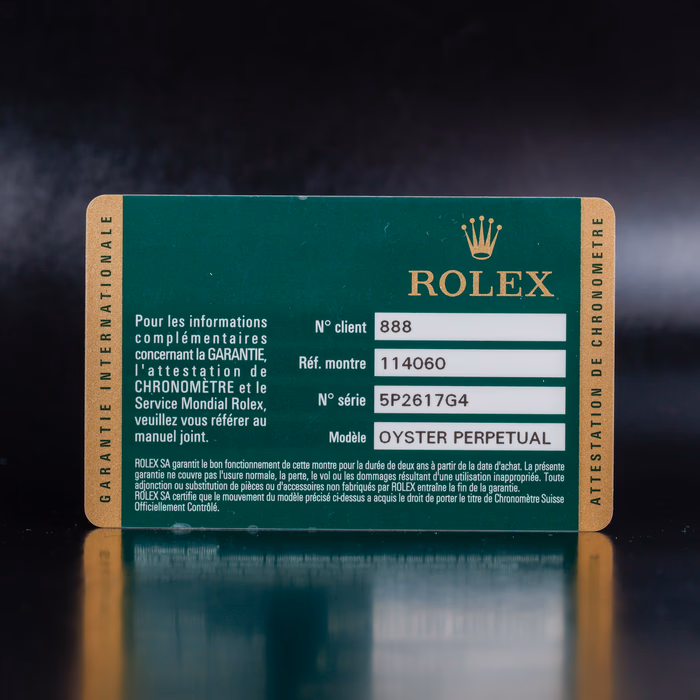 GARANTIE INTERNATIONALE
ROLEX
Pour les informations
complémentaires
concernant la GARANTIE,
l'attestation de
CHRONOMÈTRE et le
Service Mondial Rolex,
veuillez vous référer au
manuel joint.
N° client 888
Réf. montre 114060
N° série 5P2617G4
Modèle OYSTER PERPETUAL
ROLEX SA garantit le bon fonctionnement de cette montre pour la durée de deux ans à partir de la date d'achat. La présente
garantie ne couvre pas l'usure normale, la perte, le vol ou les dommages résultant d'une utilisation inappropriée. Toute
adjonction ou substitution de pièces ou d'accessoires non fabriqués par ROLEX entraîne la fin de la garantie.
ROLEX SA certifie que le mouvement du modèle précisé ci-dessus a acquis le droit de porter le titre de Chronomètre Suisse
Officiellement Contrôlé.
ATTESTATION DE CHRONOMETRE